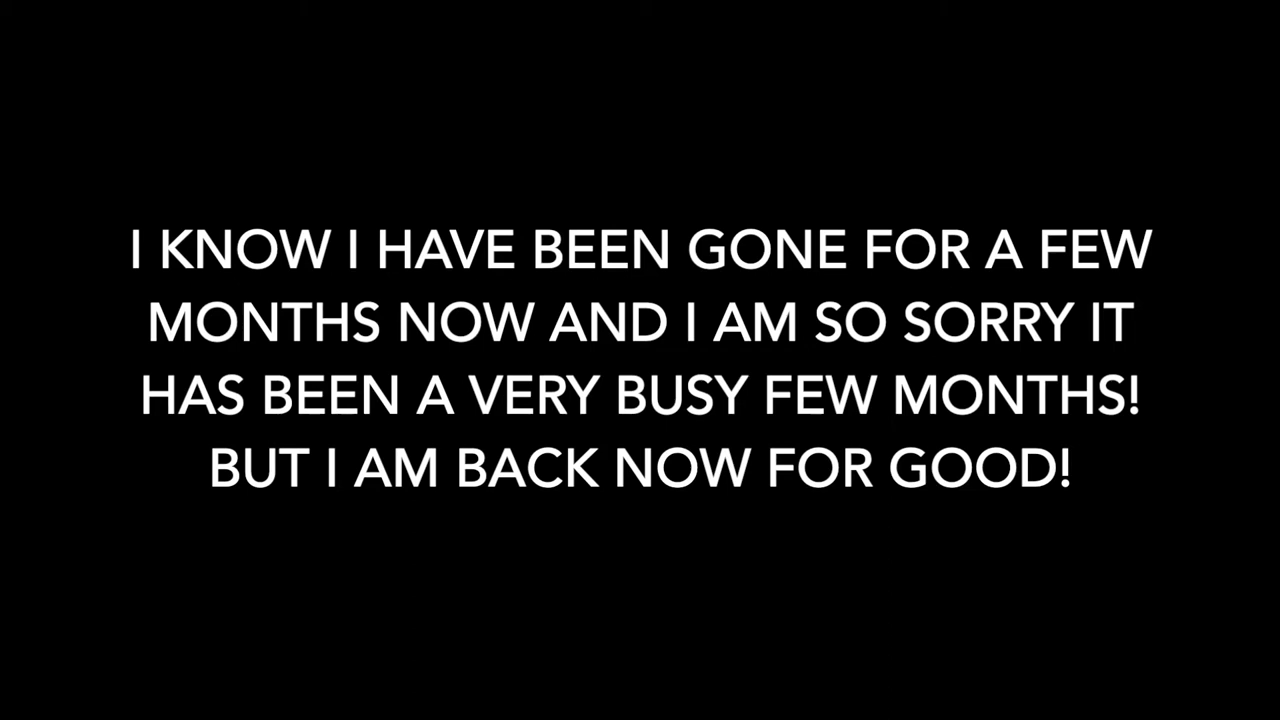 I KNOW I HAVE BEEN GONE FOR A FEW
MONTHS NOW AND I AM SO SORRY IT
HAS BEEN A VERY BUSY FEW MONTHS!
BUT I AM BACK NOW FOR GOOD!